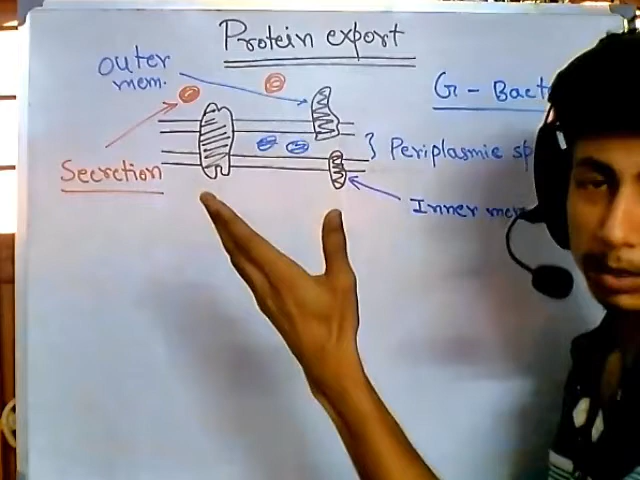 Protein export
outer
mem.
G - Bact
Periplasmic sp
Secretion
Inner mem